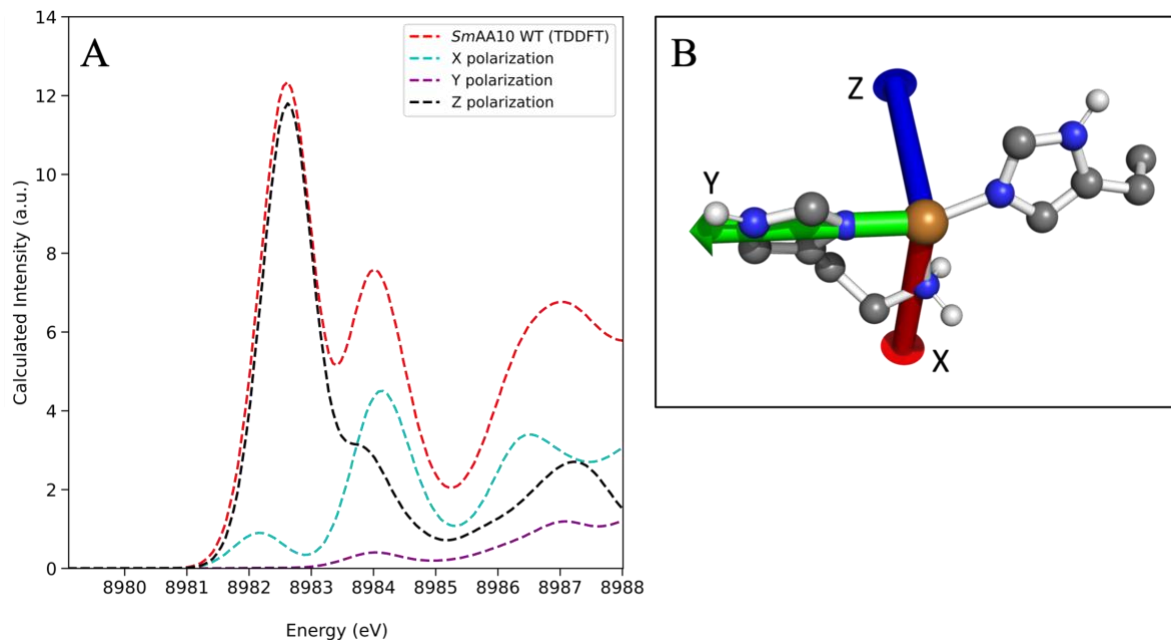 A
SmAA10 WT (TDDFT)
X polarization
Y polarization
Z polarization
14
12
10
8
6
4
2
0
Calculated Intensity (a.u.)
8980 8981 8982 8983 8984 8985 8986 8987 8988
Energy (eV)
B
Z
Y
X